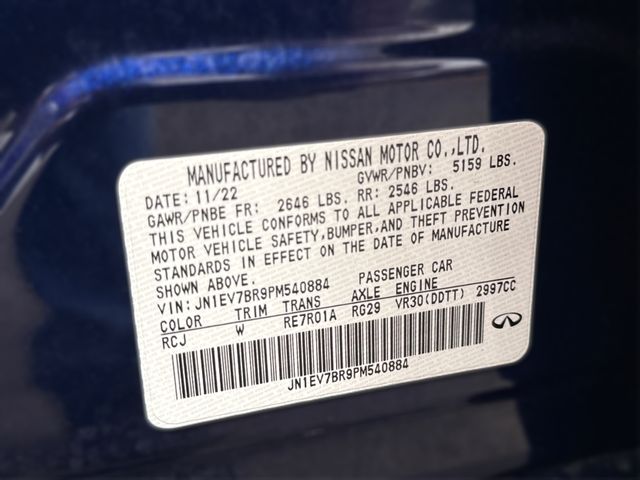 MANUFACTURED BY NISSAN MOTOR CO.,LTD.
DATE: 11/22 GVWR/PNBV: 5159 LBS.
GAWR/PNBE FR: 2646 LBS. RR: 2546 LBS.
THIS VEHICLE CONFORMS TO ALL APPLICABLE FEDERAL
MOTOR VEHICLE SAFETY,BUMPER,AND THEFT PREVENTION
STANDARDS IN EFFECT ON THE DATE OF MANUFACTURE
SHOWN ABOVE.
VIN: JN1EV7BR9PM540884 PASSENGER CAR
COLOR TRIM TRANS AXLE ENGINE
RCJ W RE7R01A RG29 VR30(DDTT) 2997CC
JN1EV7BR9PM540884